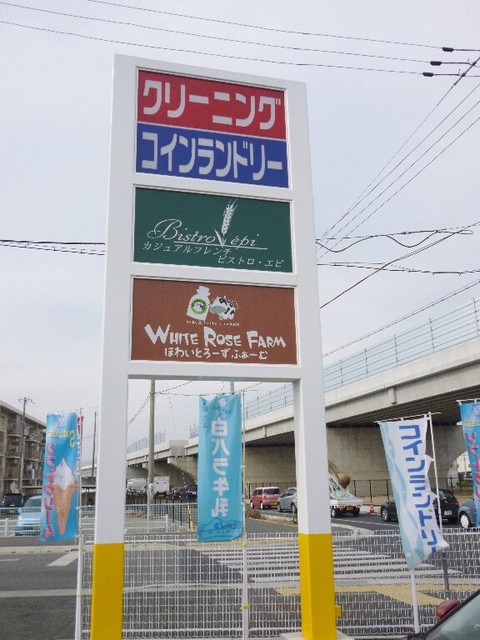 クリーニング
コインランドリー
Bistro épi
カジュアルフレンチ
ビストロ・エピ
WHITE ROSE FARM
ほわいとろーずふぁーむ
白バラ牛乳
コインランドリー